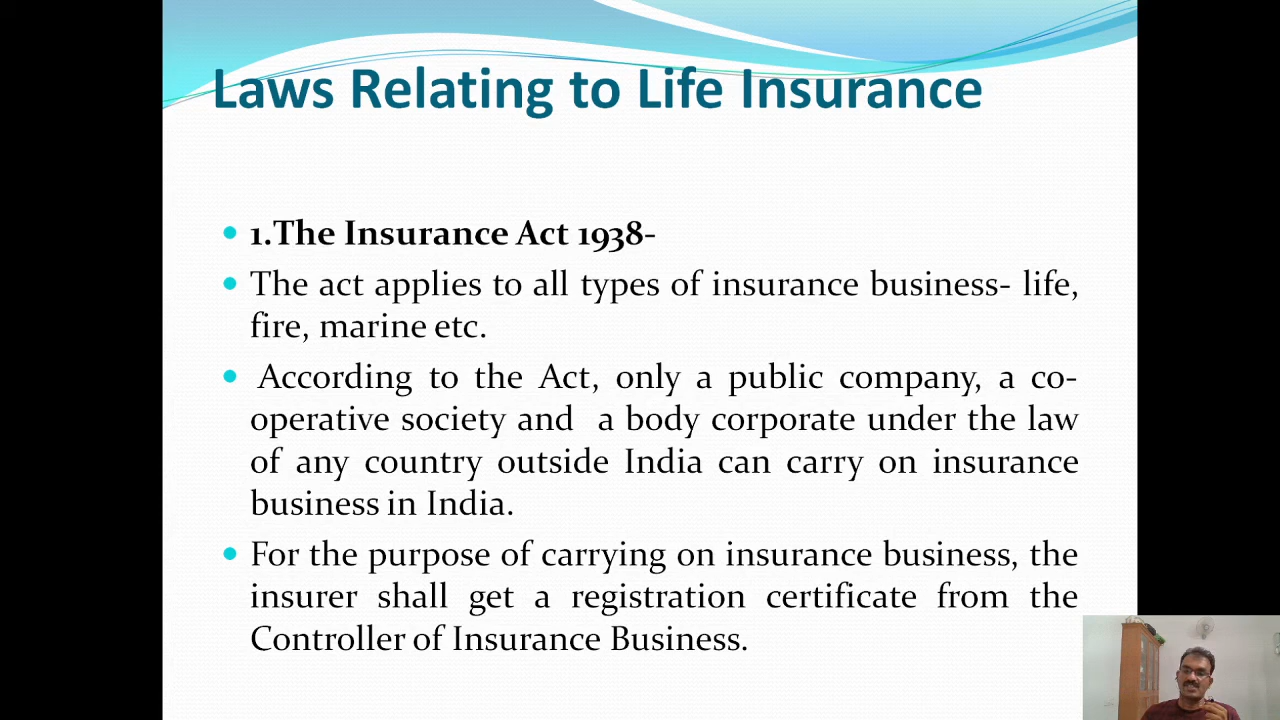 Laws Relating to Life Insurance
1.The Insurance Act 1938-
The act applies to all types of insurance business- life,
fire, marine etc.
According to the Act, only a public company, a co-
operative society and a body corporate under the law
of any country outside India can carry on insurance
business in India.
For the purpose of carrying on insurance business, the
insurer shall get a registration certificate from the
Controller of Insurance Business.